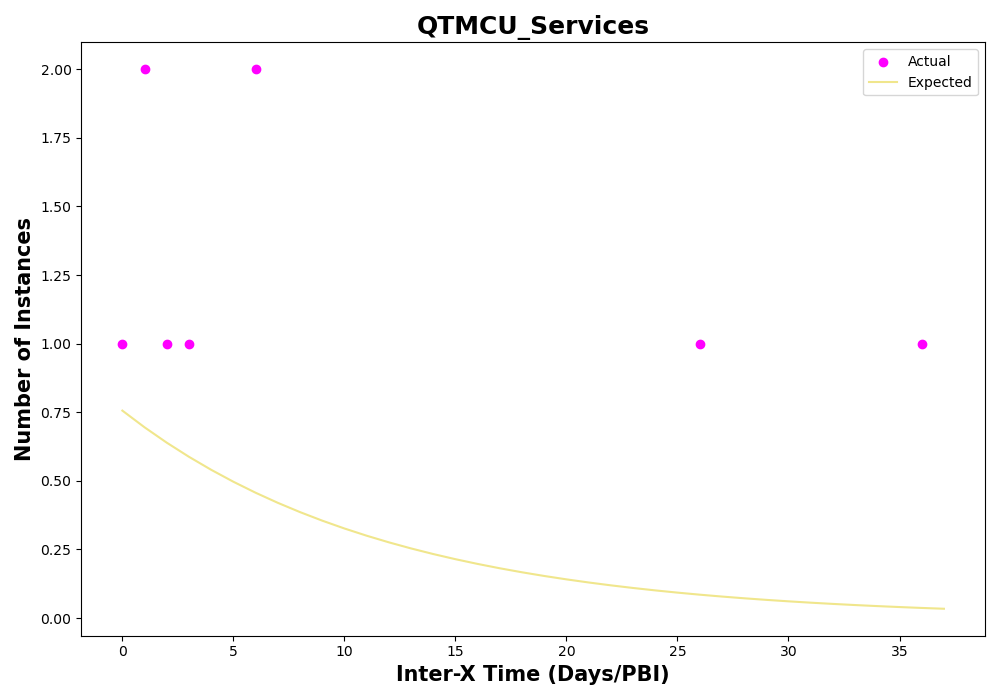 QTMCU_Services
Actual
Expected
2.00
1.75
1.50
1.25
1.00
0.75
0.50
0.25
0.00
Number of Instances
0 5 10 15 20 25 30 35
Inter-X Time (Days/PBI)